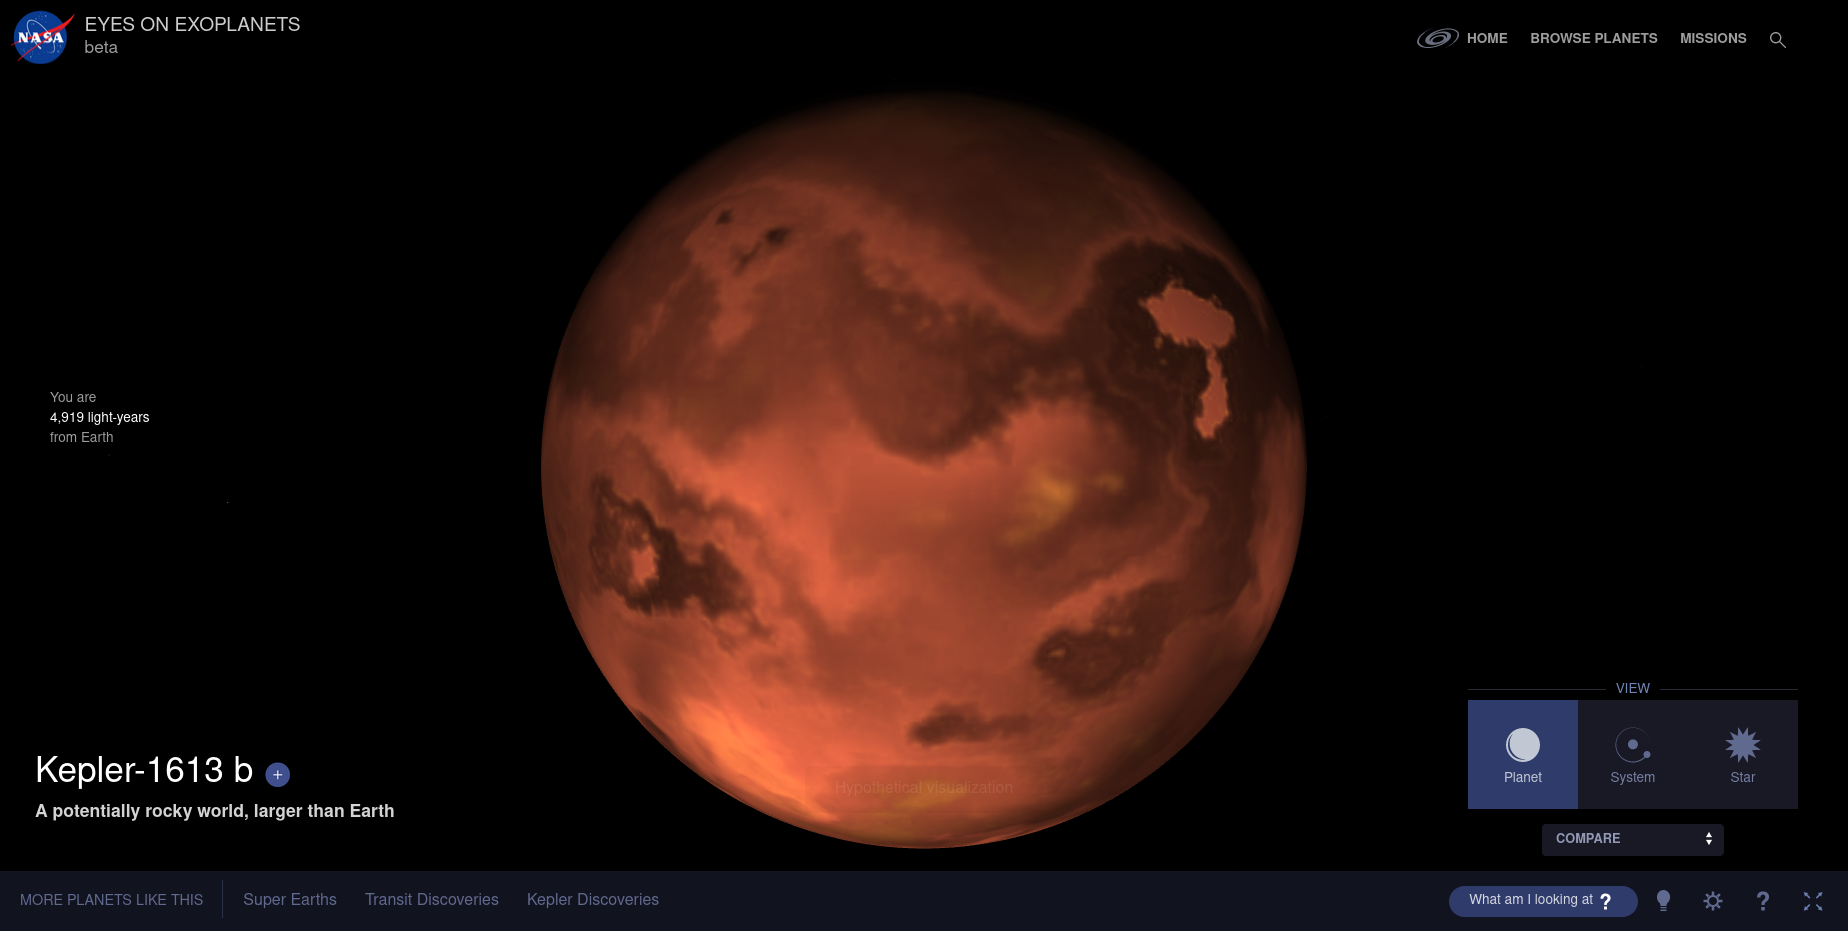 NASA
EYES ON EXOPLANETS
beta
HOME BROWSE PLANETS MISSIONS
You are
4,919 light-years
from Earth
Kepler-1613 b +
A potentially rocky world, larger than Earth
Hypothetical visualization
VIEW
Planet System Star
COMPARE
MORE PLANETS LIKE THIS Super Earths Transit Discoveries Kepler Discoveries
What am I looking at ? ?